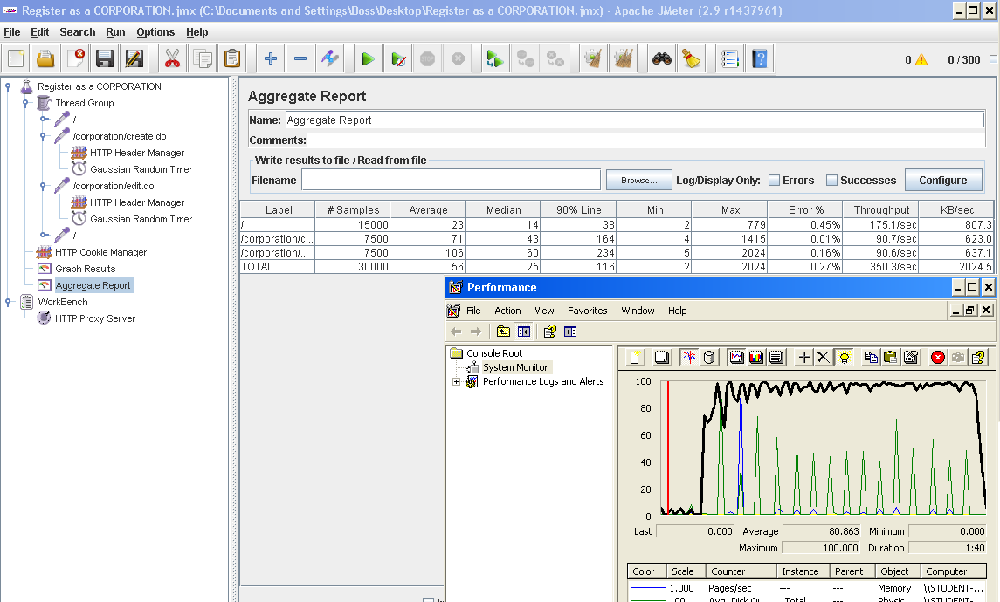 Register as a CORPORATION.jmx (C:\Documents and Settings\Boss\Desktop\Register as a CORPORATION.jmx) - Apache JMeter (2.9 r1437961)
File Edit Search Run Options Help
0 0 / 300
Register as a CORPORATION
Thread Group
/
/corporation/create.do
HTTP Header Manager
Gaussian Random Timer
/corporation/edit.do
HTTP Header Manager
Gaussian Random Timer
/
HTTP Cookie Manager
Graph Results
Aggregate Report
WorkBench
HTTP Proxy Server
Aggregate Report
Name: Aggregate Report
Comments:
Write results to file / Read from file
Filename Browse... Log/Display Only: Errors Successes Configure
Label # Samples Average Median 90% Line Min Max Error % Throughput KB/sec
/ 15000 23 14 38 2 779 0.45% 175.1/sec 807.3
/corporation/c... 7500 71 43 164 4 1415 0.01% 90.7/sec 623.0
/corporation/... 7500 106 60 234 5 2024 0.16% 90.6/sec 637.1
TOTAL 30000 56 25 116 2 2024 0.27% 350.3/sec 2024.5
Performance
File Action View Favorites Window Help
Console Root
System Monitor
Performance Logs and Alerts
100
80
60
40
20
0
Last 0.000 Average 80.863 Minimum 0.000
Maximum 100.000 Duration 1:40
Color Scale Counter Instance Parent Object Computer
1.000 Pages/sec --- --- Memory \\STUDENT-...
100 Avg. Disk Qu Total --- Physic \\STUDENT-